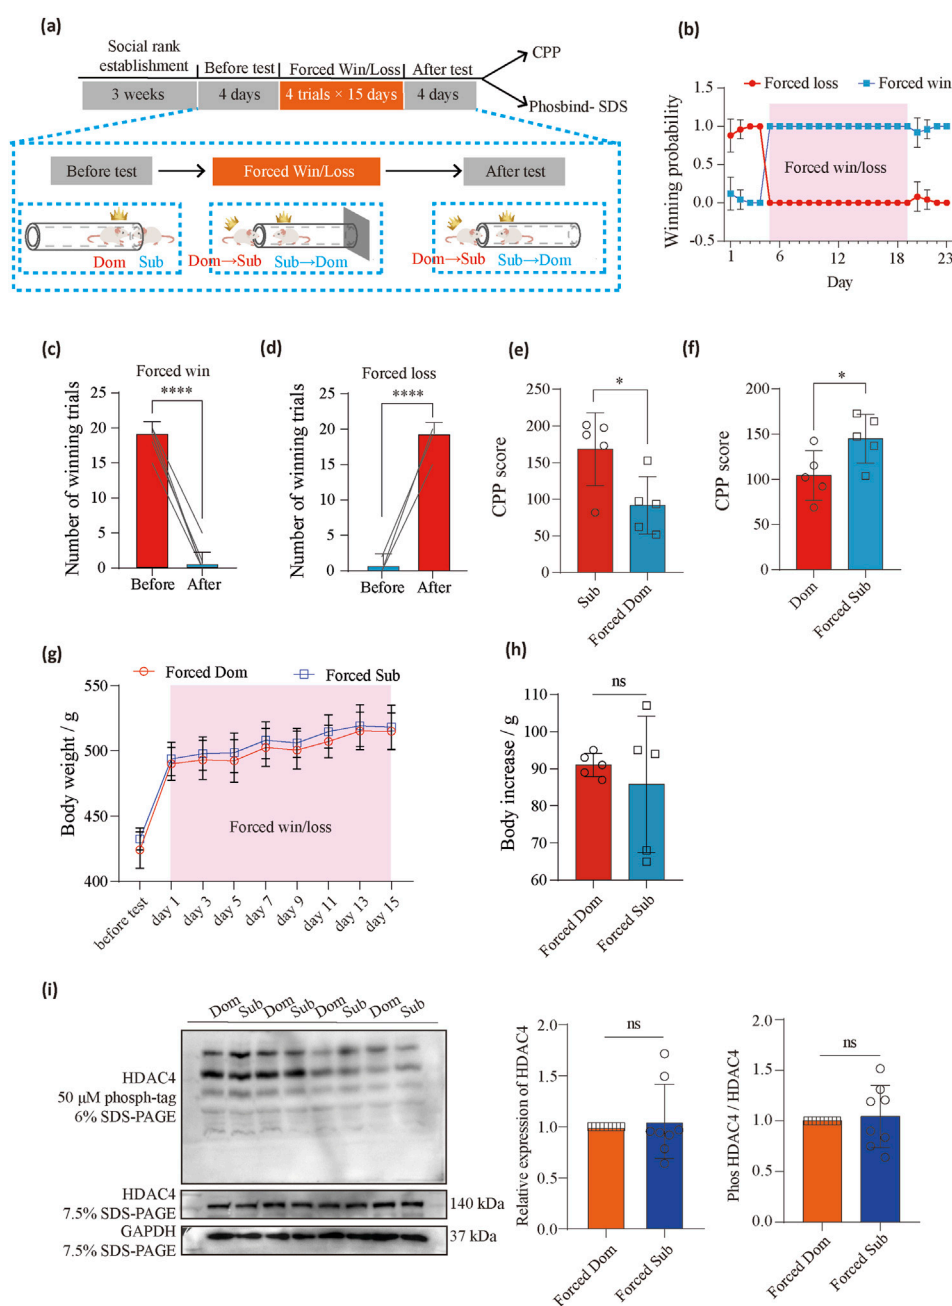 (a)
Social rank
establishment
Before test
Forced Win/Loss
After test
3 weeks
4 days
4 trials × 15 days
4 days
CPP
Phosbind- SDS
Before test
Forced Win/Loss
After test
Dom Sub
Dom→Sub Sub→Dom
Dom→Sub Sub→Dom
(b)
Forced loss Forced win
Winning probability
1.5
1.0
0.5
0.0
-0.5
Forced win/loss
1 6 12 18 23
Day
(c)
Forced win
****
Number of winning trials
25
20
15
10
5
0
Before After
(d)
Forced loss
****
Number of winning trials
25
20
15
10
5
0
Before After
(e)
*
CPP score
250
200
150
100
50
0
Sub
Forced Dom
(f)
*
CPP score
200
150
100
50
0
Dom
Forced Sub
(g)
Forced Dom Forced Sub
Body weight / g
550
500
450
400
Forced win/loss
before test
day 1
day 3
day 5
day 7
day 9
day 11
day 13
day 15
(h)
ns
Body increase / g
110
100
90
80
70
60
Forced Dom
Forced Sub
(i)
Dom Sub Dom Sub Dom Sub Dom Sub
HDAC4
50 μM phosph-tag
6% SDS-PAGE
HDAC4
7.5% SDS-PAGE
140 kDa
GAPDH
7.5% SDS-PAGE
37 kDa
ns
Relative expression of HDAC4
2.0
1.5
1.0
0.5
0.0
Forced Dom
Forced Sub
ns
Phos HDAC4 / HDAC4
2.0
1.5
1.0
0.5
0.0
Forced Dom
Forced Sub